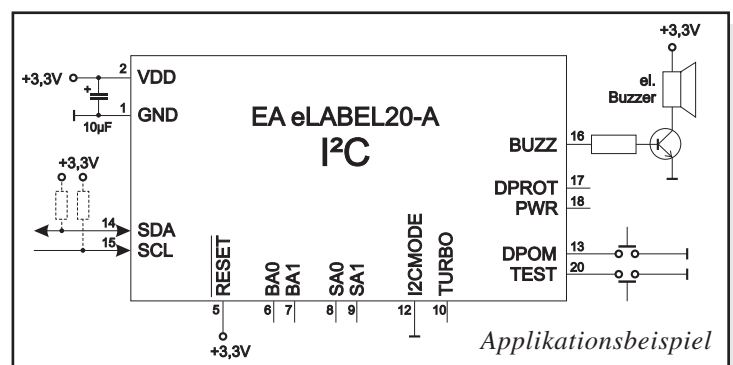 +3,3V
el.
Buzzer
+3,3V
2
VDD
+
1
GND
10µF
EA eLABEL20-A
I²C
BUZZ
16
DPROT
17
PWR
18
+3,3V
14
SDA
15
SCL
DPOM
13
TEST
20
RESET
BA0
BA1
SA0
SA1
I2CMODE
TURBO
5
6
7
8
9
12
10
+3,3V
Applikationsbeispiel